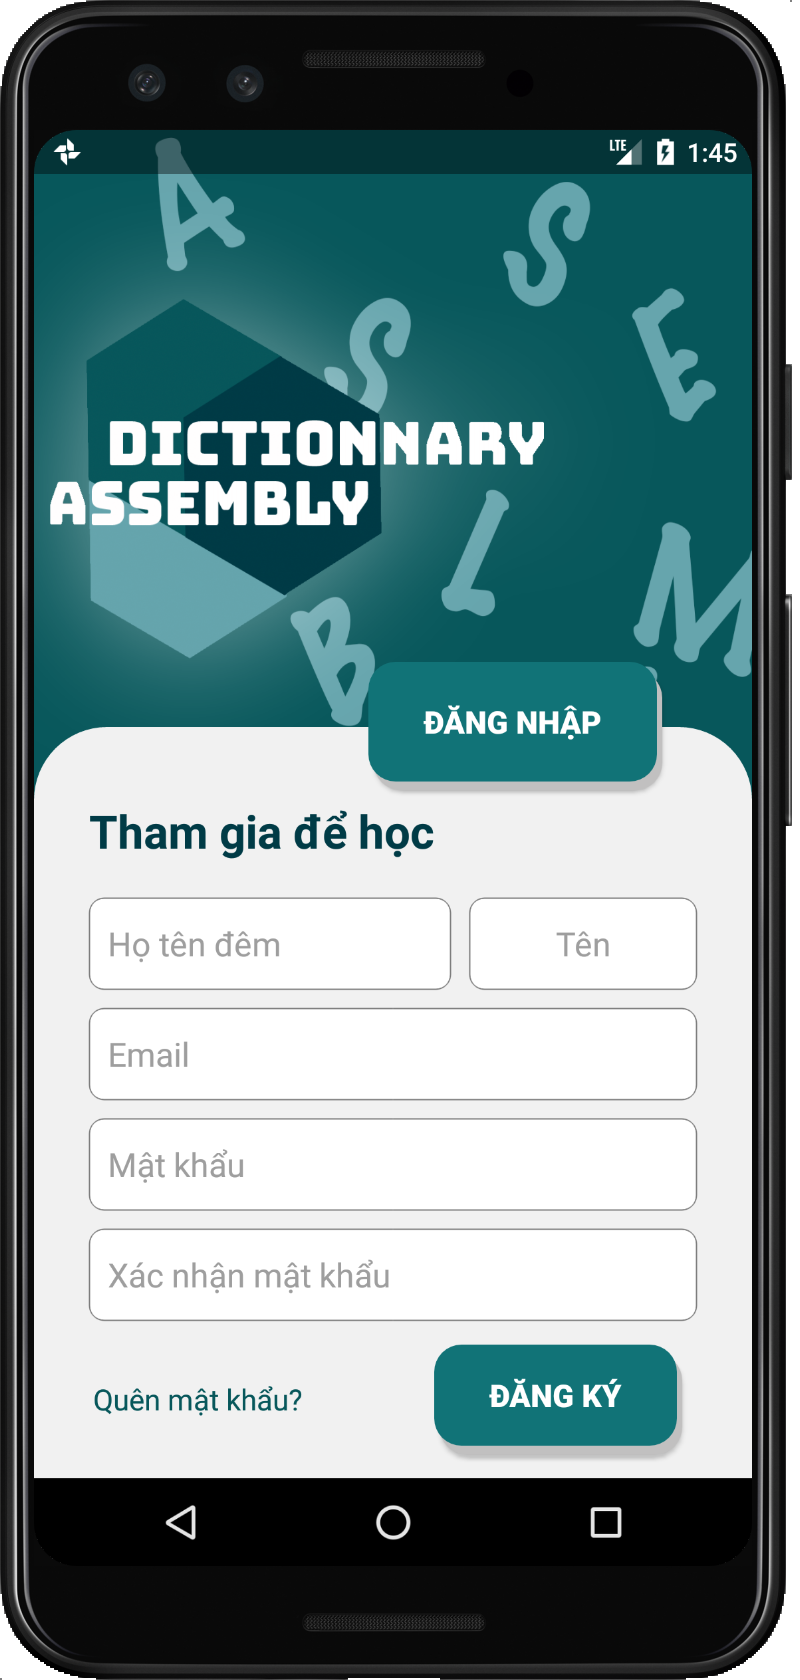 LTE 1:45
A
S
S
E
DICTIONNARY
ASSEMBLY
L
M
B
ĐĂNG NHẬP
Tham gia để học
Họ tên đêm Tên
Email
Mật khẩu
Xác nhận mật khẩu
Quên mật khẩu? ĐĂNG KÝ